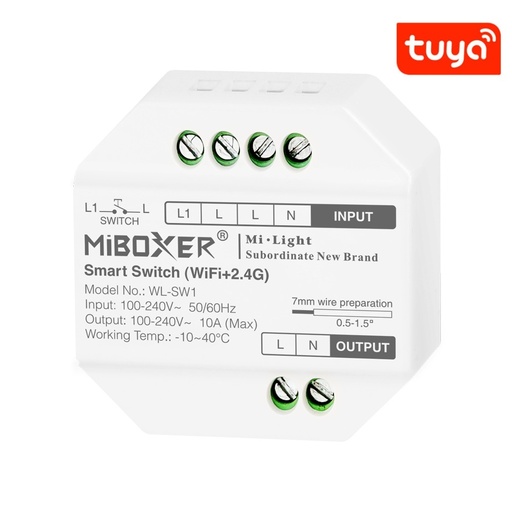 tuya
L1 L
SWITCH
L1 L L N INPUT
MiBOXER®
Mi·Light
Subordinate New Brand
Smart Switch (WiFi+2.4G)
Model No.: WL-SW1
Input: 100-240V~ 50/60Hz
Output: 100-240V~ 10A (Max)
Working Temp.: -10~40°C
7mm wire preparation
0.5-1.5°
L N OUTPUT